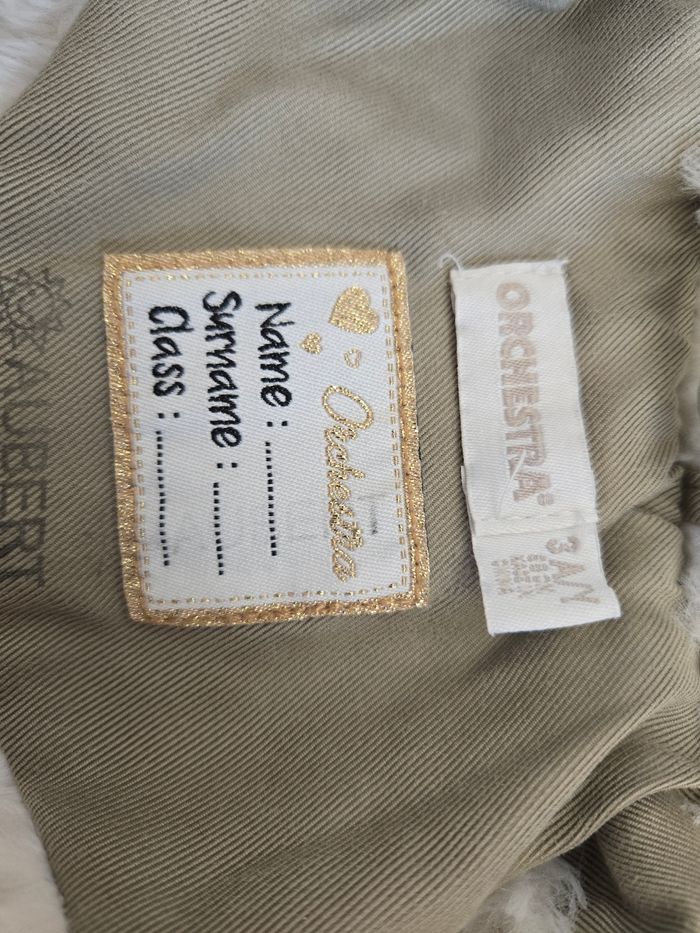 ORCHESTRA
3 AN
Orchestra
Name : ............
Surname : ............
Class : ................
AUBERT